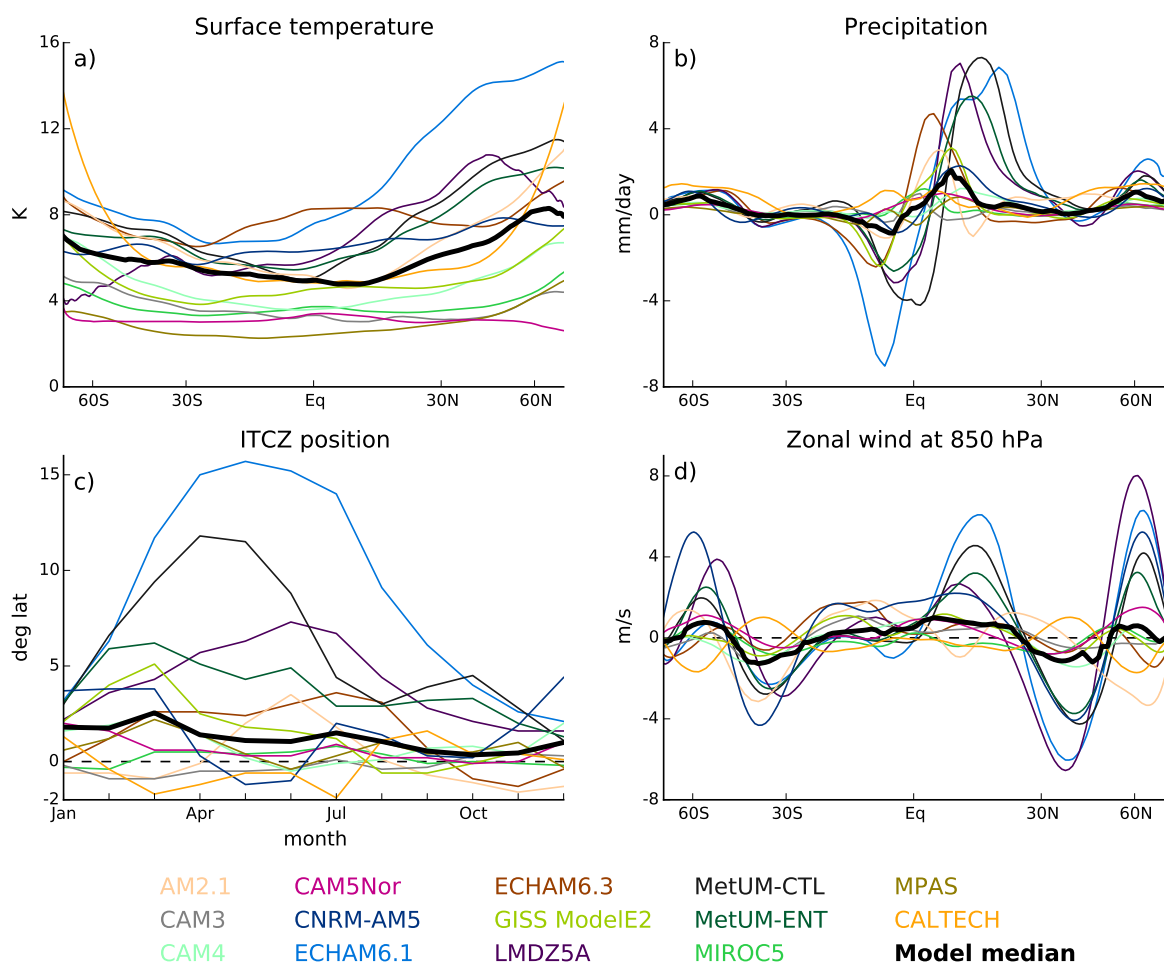 Surface temperature
Precipitation
a)
b)
16
12
8
4
0
K
60S
30S
Eq
30N
60N
8
4
0
-4
-8
mm/day
60S
30S
Eq
30N
60N
ITCZ position
Zonal wind at 850 hPa
c)
d)
15
10
5
0
-2
deg lat
Jan
Apr
Jul
Oct
month
8
4
0
-4
-8
m/s
60S
30S
Eq
30N
60N
AM2.1 CAM5Nor ECHAM6.3 MetUM-CTL MPAS
CAM3 CNRM-AM5 GISS ModelE2 MetUM-ENT CALTECH
CAM4 ECHAM6.1 LMDZ5A MIROC5 Model median